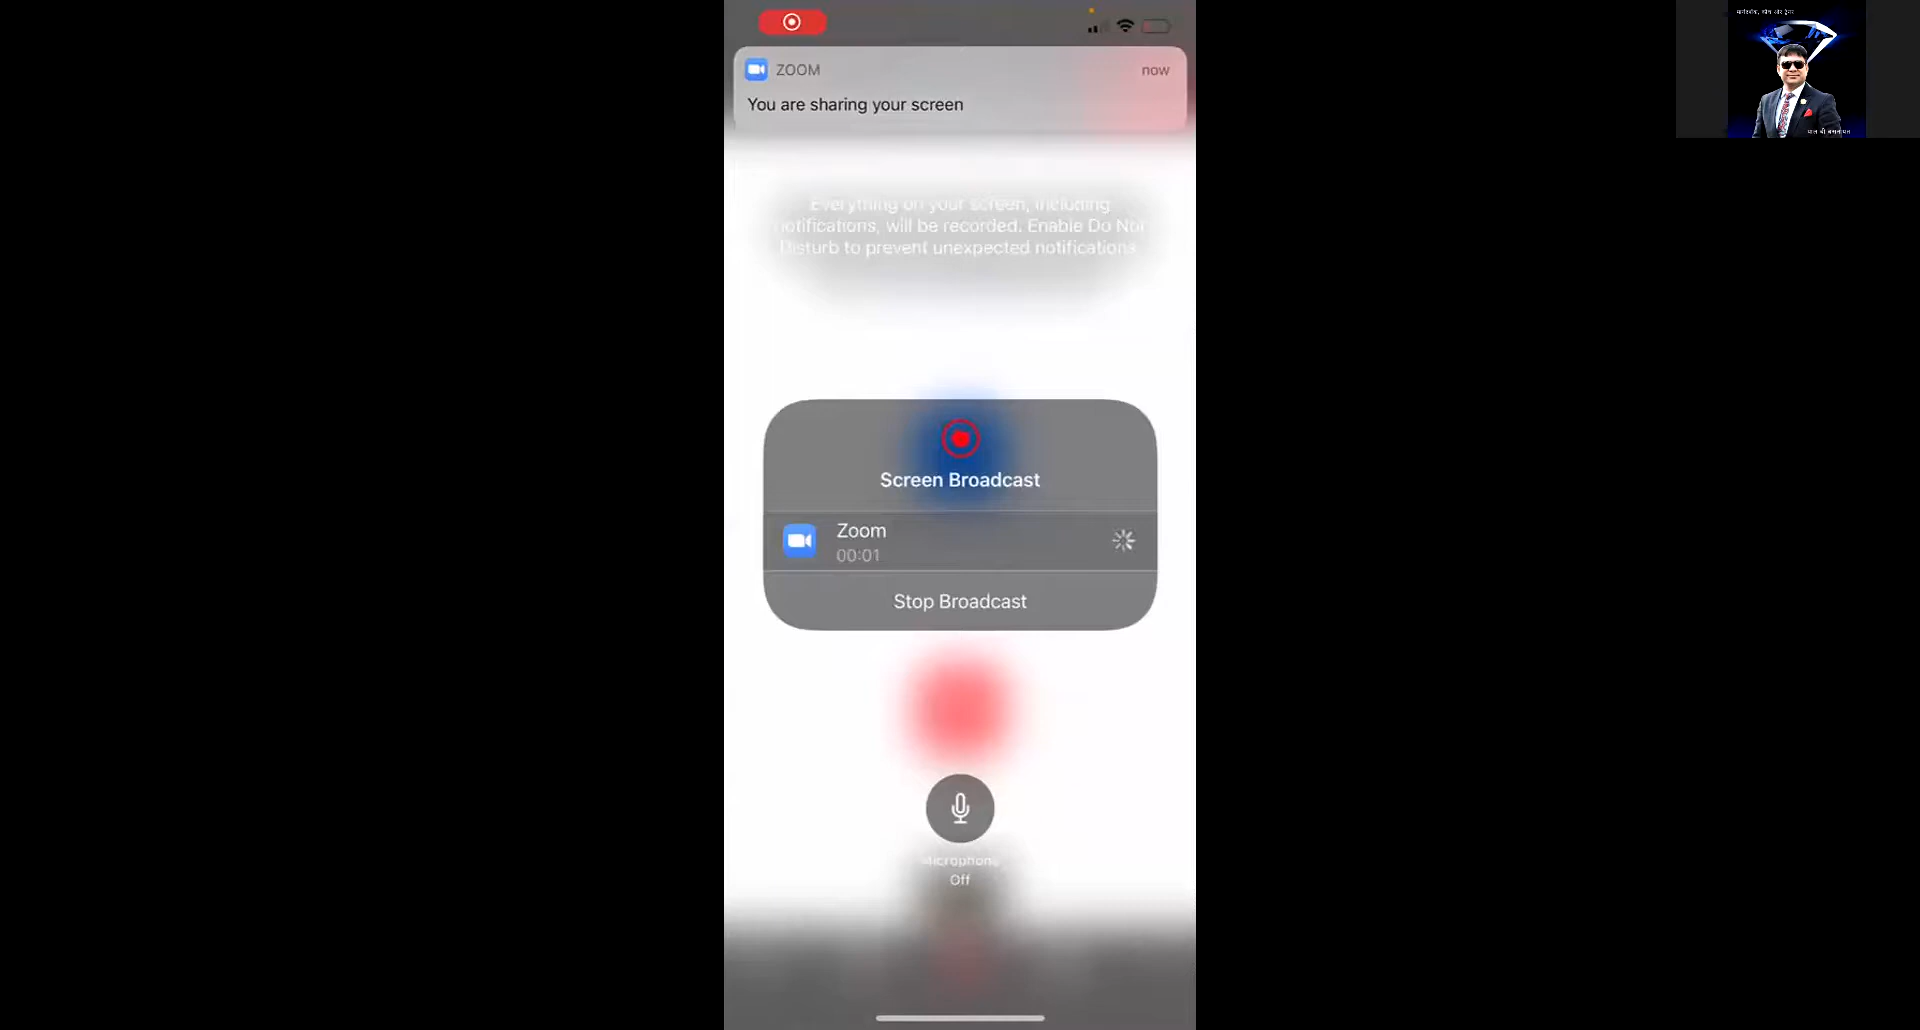 ZOOM now
You are sharing your screen
Everything on your screen, including
notifications, will be recorded. Enable Do Not
Disturb to prevent unexpected notifications.
Screen Broadcast
Zoom
00:01
Stop Broadcast
Microphone
Off